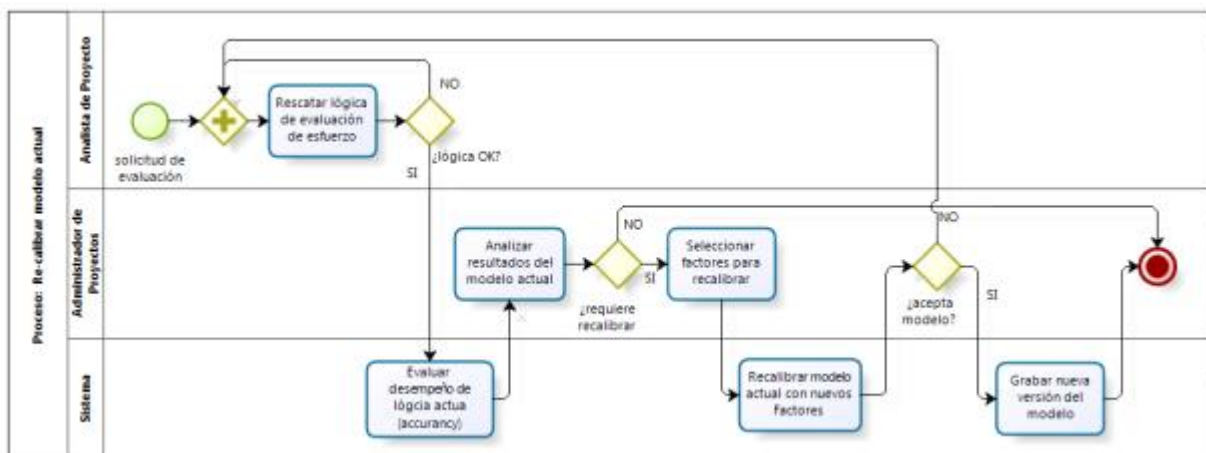 Proceso: Re-calibrar modelo actual
Analista de Proyecto
solicitud de
evaluación
Rescatar lógica
de evaluación
de esfuerzo
NO
¿lógica OK?
SI
Administrador de
Proyectos
Analizar
resultados del
modelo actual
NO
SI
¿requiere
recalibrar
Seleccionar
factores para
recalibrar
NO
SI
¿acepta
modelo?
Sistema
Evaluar
desempeño de
lógcia actua
(accurancy)
Recalibrar modelo
actual con nuevos
Factores
Grabar nueva
versión del
modelo